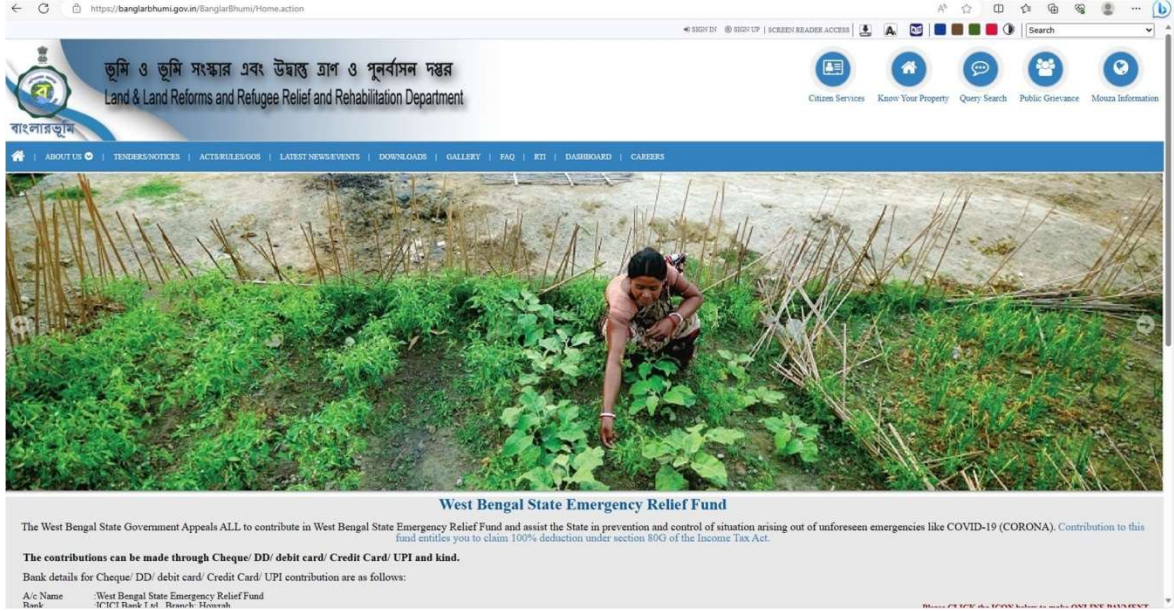 https://banglarbhumi.gov.in/BanglarBhumi/Home.action
SIGN IN SIGN UP | SCREEN READER ACCESS Search
ভূমি ও ভূমি সংস্কার এবং উদ্বাস্তু ত্রাণ ও পুনর্বাসন দপ্তর
Land & Land Reforms and Refugee Relief and Rehabilitation Department
বাংলারভূমি
Citizen Services Know Your Property Query Search Public Grievance Mouza Information
ABOUT US | TENDERS/NOTICES | ACTS/RULES/GOS | LATEST NEWS/EVENTS | DOWNLOADS | GALLERY | FAQ | RTI | DASHBOARD | CAREERS
West Bengal State Emergency Relief Fund
The West Bengal State Government Appeals ALL to contribute in West Bengal State Emergency Relief Fund and assist the State in prevention and control of situation arising out of unforeseen emergencies like COVID-19 (CORONA). Contribution to this
fund entitles you to claim 100% deduction under section 80G of the Income Tax Act.
The contributions can be made through Cheque/ DD/ debit card/ Credit Card/ UPI and kind.
Bank details for Cheque/ DD/ debit card/ Credit Card/ UPI contribution are as follows:
A/c Name :West Bengal State Emergency Relief Fund
Bank :ICICI Bank Ltd., Branch: Howrah
Please CLICK the ICON below to make ONLINE PAYMENT